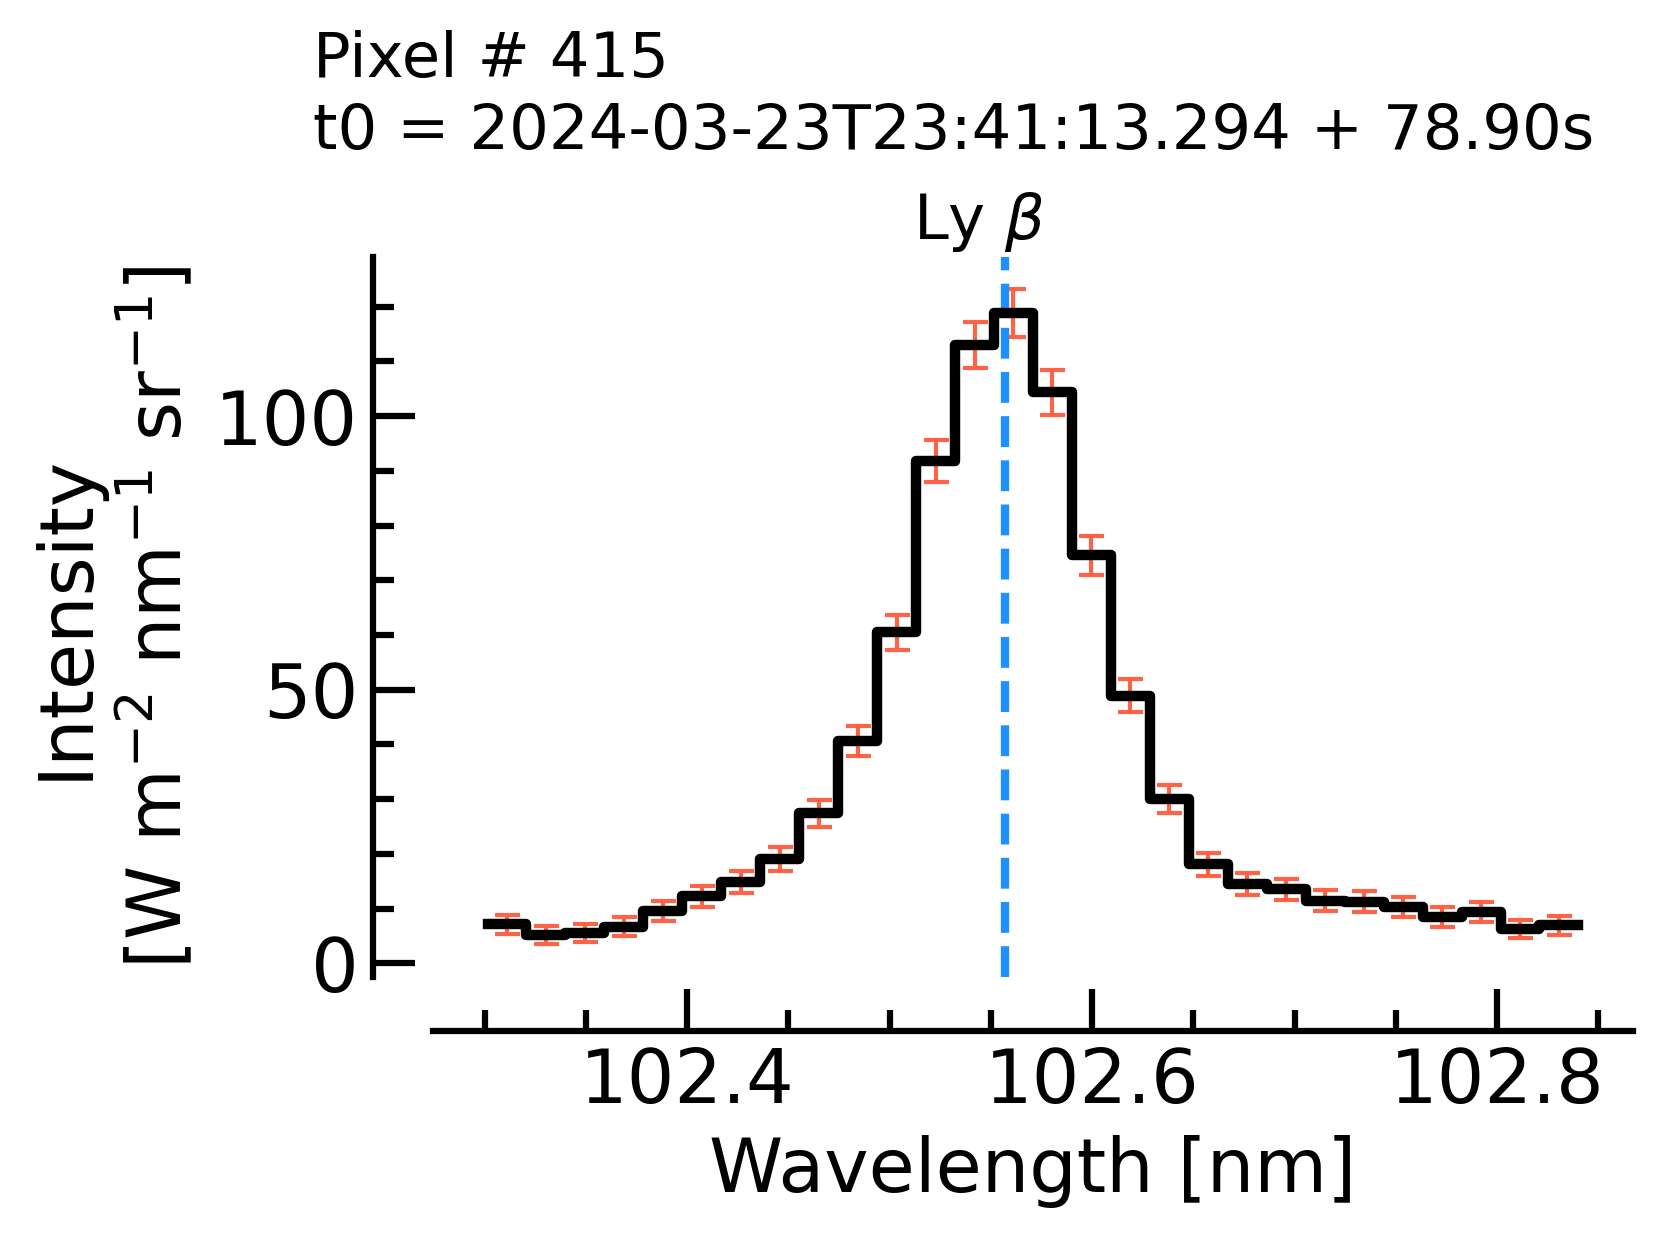 Pixel # 415
t0 = 2024-03-23T23:41:13.294 + 78.90s
Ly β
Intensity
[W m⁻² nm⁻¹ sr⁻¹]
100
50
0
102.4 102.6 102.8
Wavelength [nm]